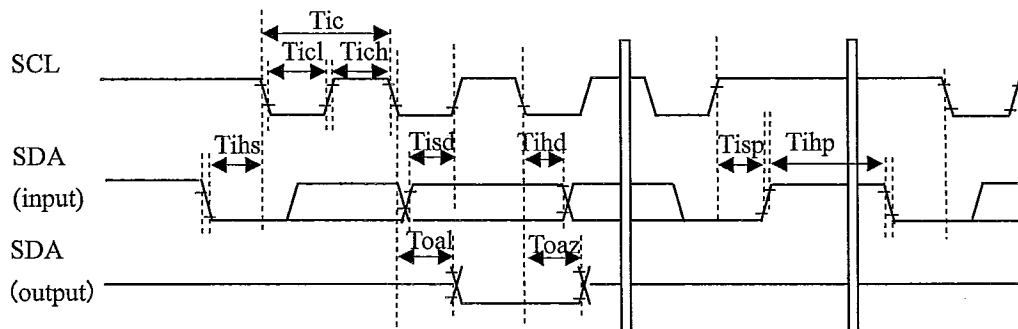 Tic
Ticl Tich
SCL
Tihs Tisd Tihd Tisp Tihp
SDA
(input)
Toal Toaz
SDA
(output)